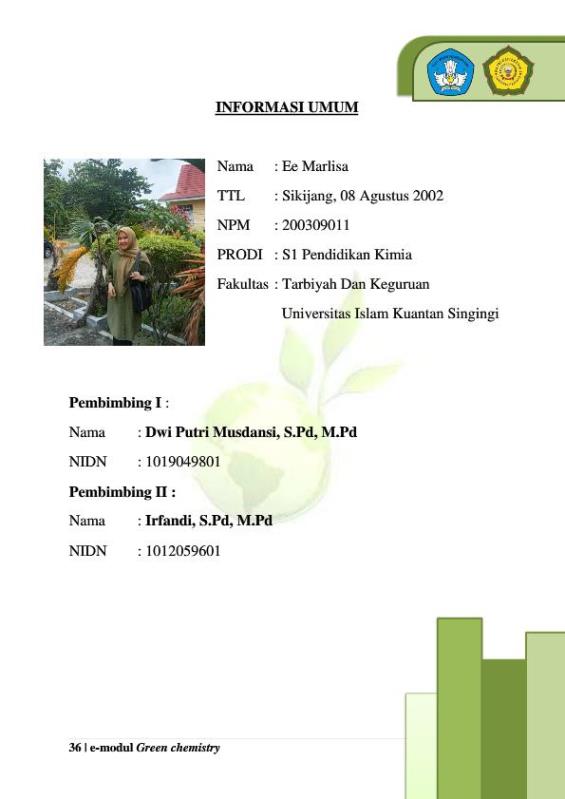 INFORMASI UMUM
Nama : Ee Marlisa
TTL : Sikijang, 08 Agustus 2002
NPM : 200309011
PRODI : S1 Pendidikan Kimia
Fakultas : Tarbiyah Dan Keguruan
Universitas Islam Kuantan Singingi
Pembimbing I :
Nama : Dwi Putri Musdansi, S.Pd, M.Pd
NIDN : 1019049801
Pembimbing II :
Nama : Irfandi, S.Pd, M.Pd
NIDN : 1012059601
36 | e-modul Green chemistry